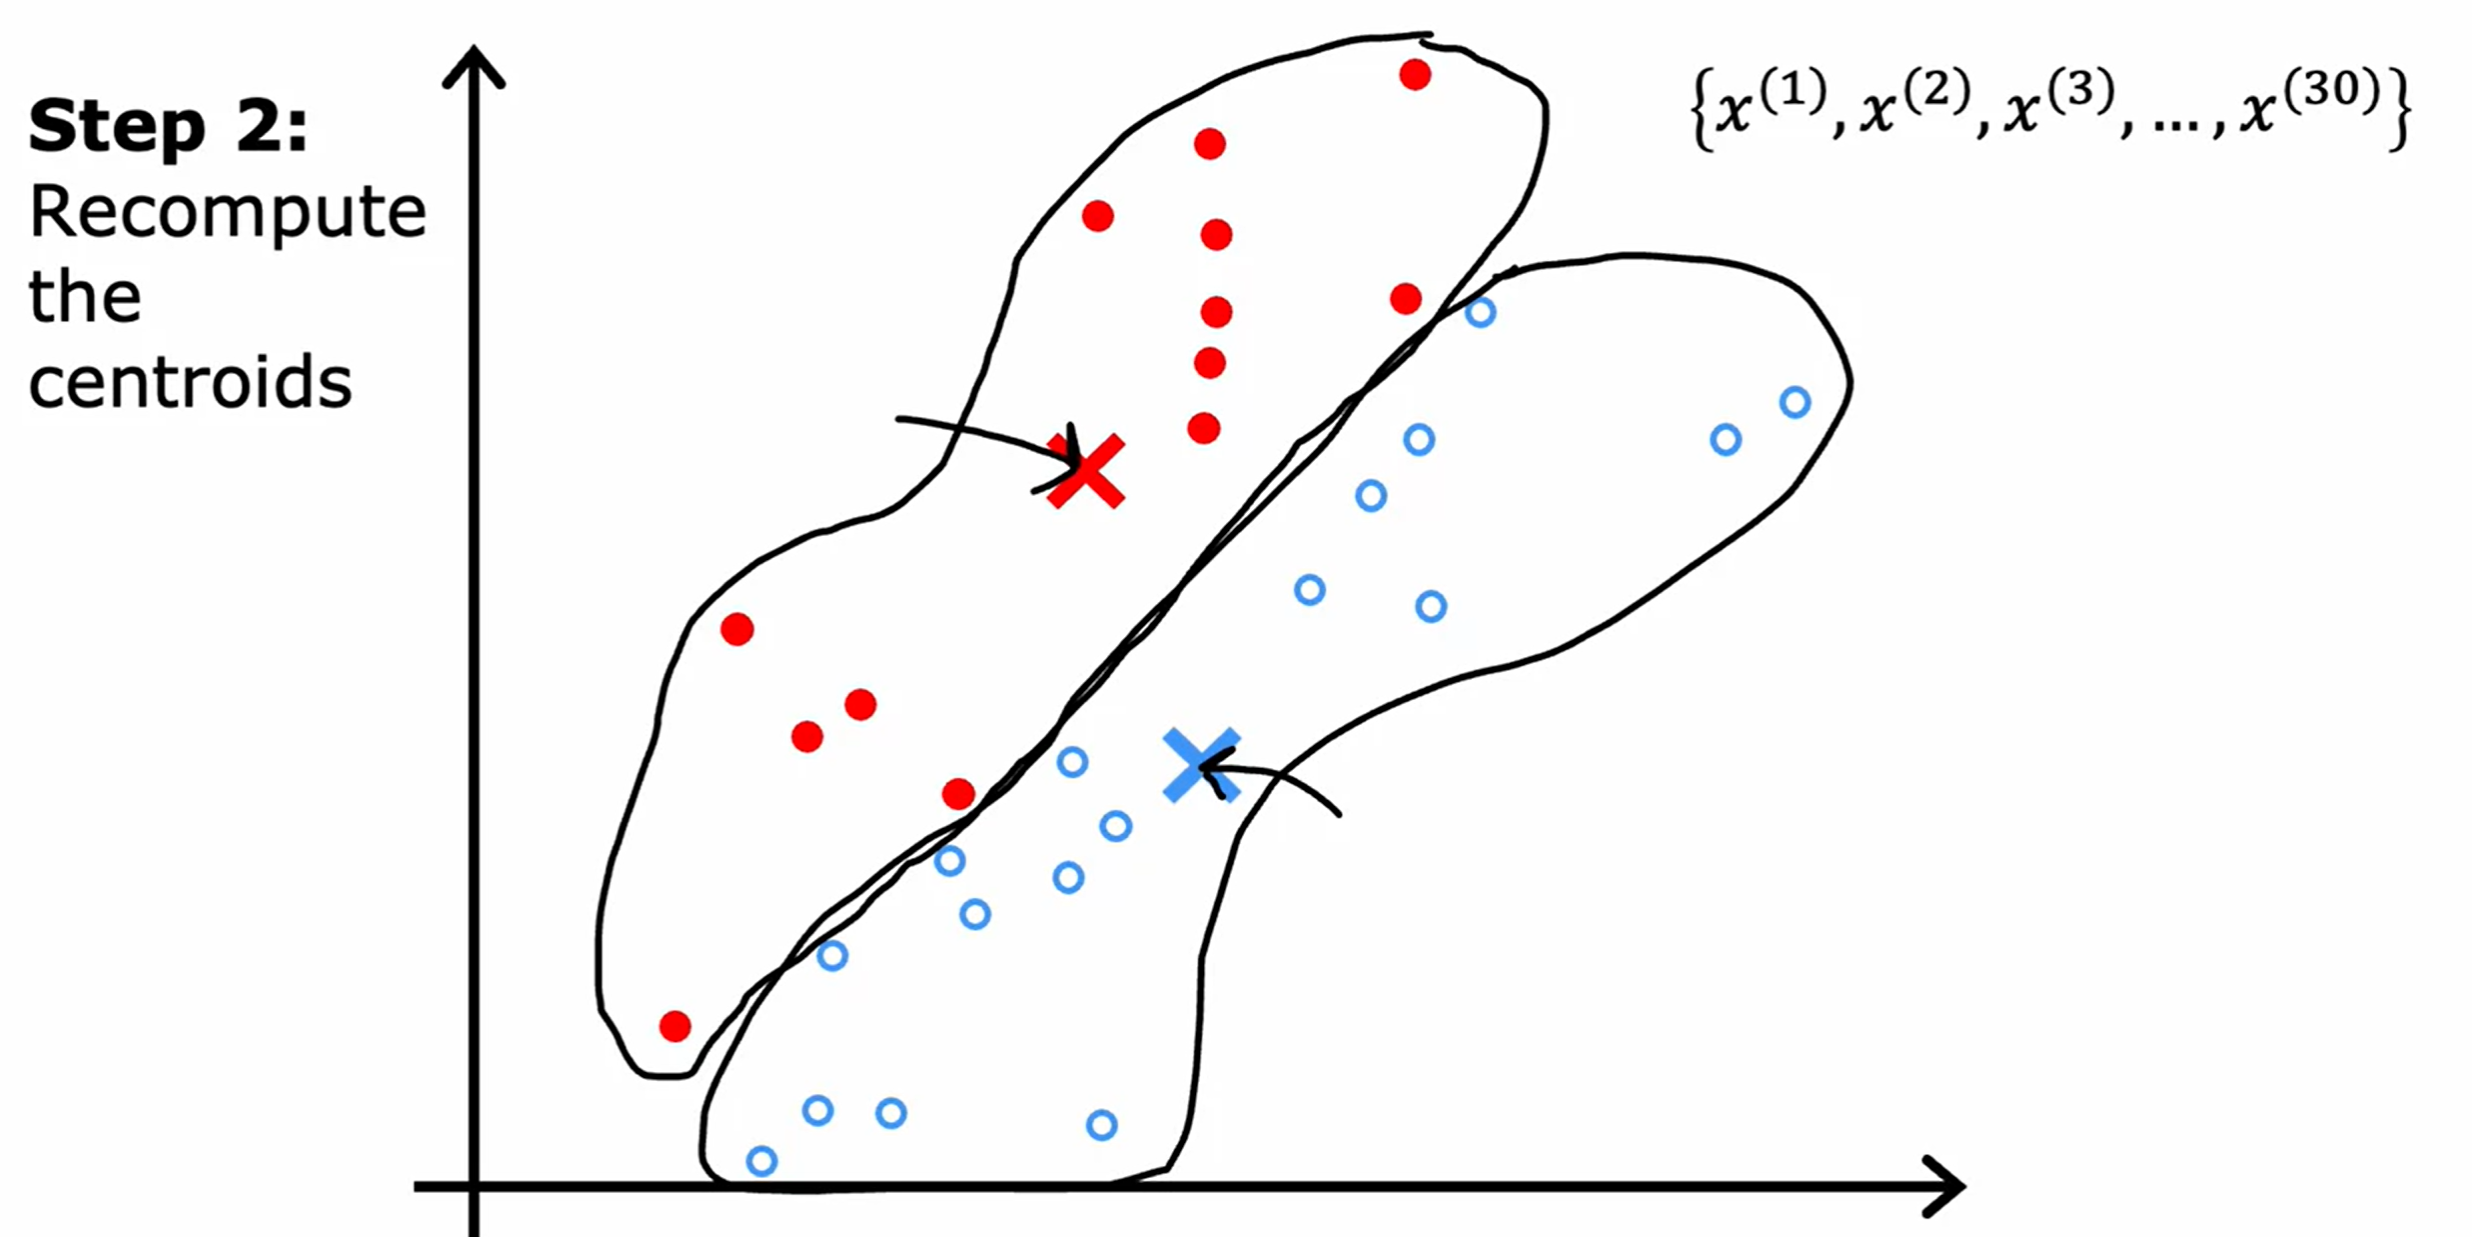 Step 2:
Recompute
the
centroids
{x⁽¹⁾, x⁽²⁾, x⁽³⁾, ... , x⁽³⁰⁾}